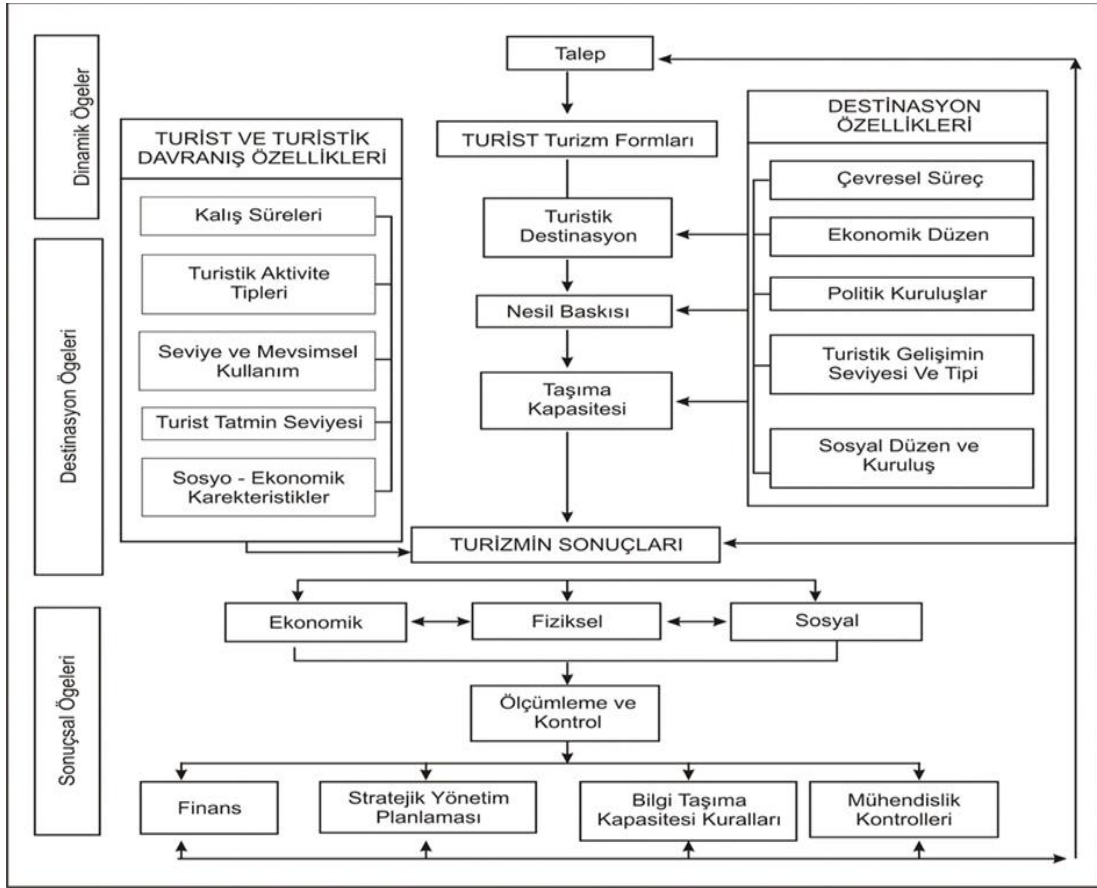 Dinamik Ögeler
Destinasyon Ögeleri
Sonuçsal Ögeleri
TURİST VE TURİSTİK
DAVRANIŞ ÖZELLİKLERİ
Kalış Süreleri
Turistik Aktivite
Tipleri
Seviye ve Mevsimsel
Kullanım
Turist Tatmin Seviyesi
Sosyo - Ekonomik
Karekteristikler
Talep
TURİST Turizm Formları
Turistik
Destinasyon
Nesil Baskısı
Taşıma
Kapasitesi
DESTİNASYON
ÖZELLİKLERİ
Çevresel Süreç
Ekonomik Düzen
Politik Kuruluşlar
Turistik Gelişimin
Seviyesi Ve Tipi
Sosyal Düzen ve
Kuruluş
TURİZMİN SONUÇLARI
Ekonomik
Fiziksel
Sosyal
Ölçümleme ve
Kontrol
Finans
Stratejik Yönetim
Planlaması
Bilgi Taşıma
Kapasitesi Kuralları
Mühendislik
Kontrolleri